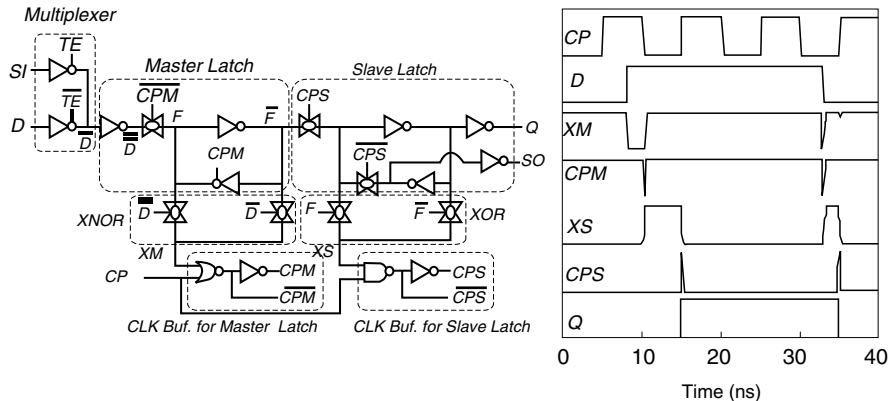 Multiplexer
TE
SI
Master Latch
Slave Latch
CPM
CPS
TE
F
F
D
D
D
Q
CPM
CPS
SO
XNOR
D
D
F
F
XOR
XM
XS
CP
CPM
CPM
CPS
CPS
CLK Buf. for Master Latch
CLK Buf. for Slave Latch
CP
D
XM
CPM
XS
CPS
Q
0 10 20 30 40
Time (ns)